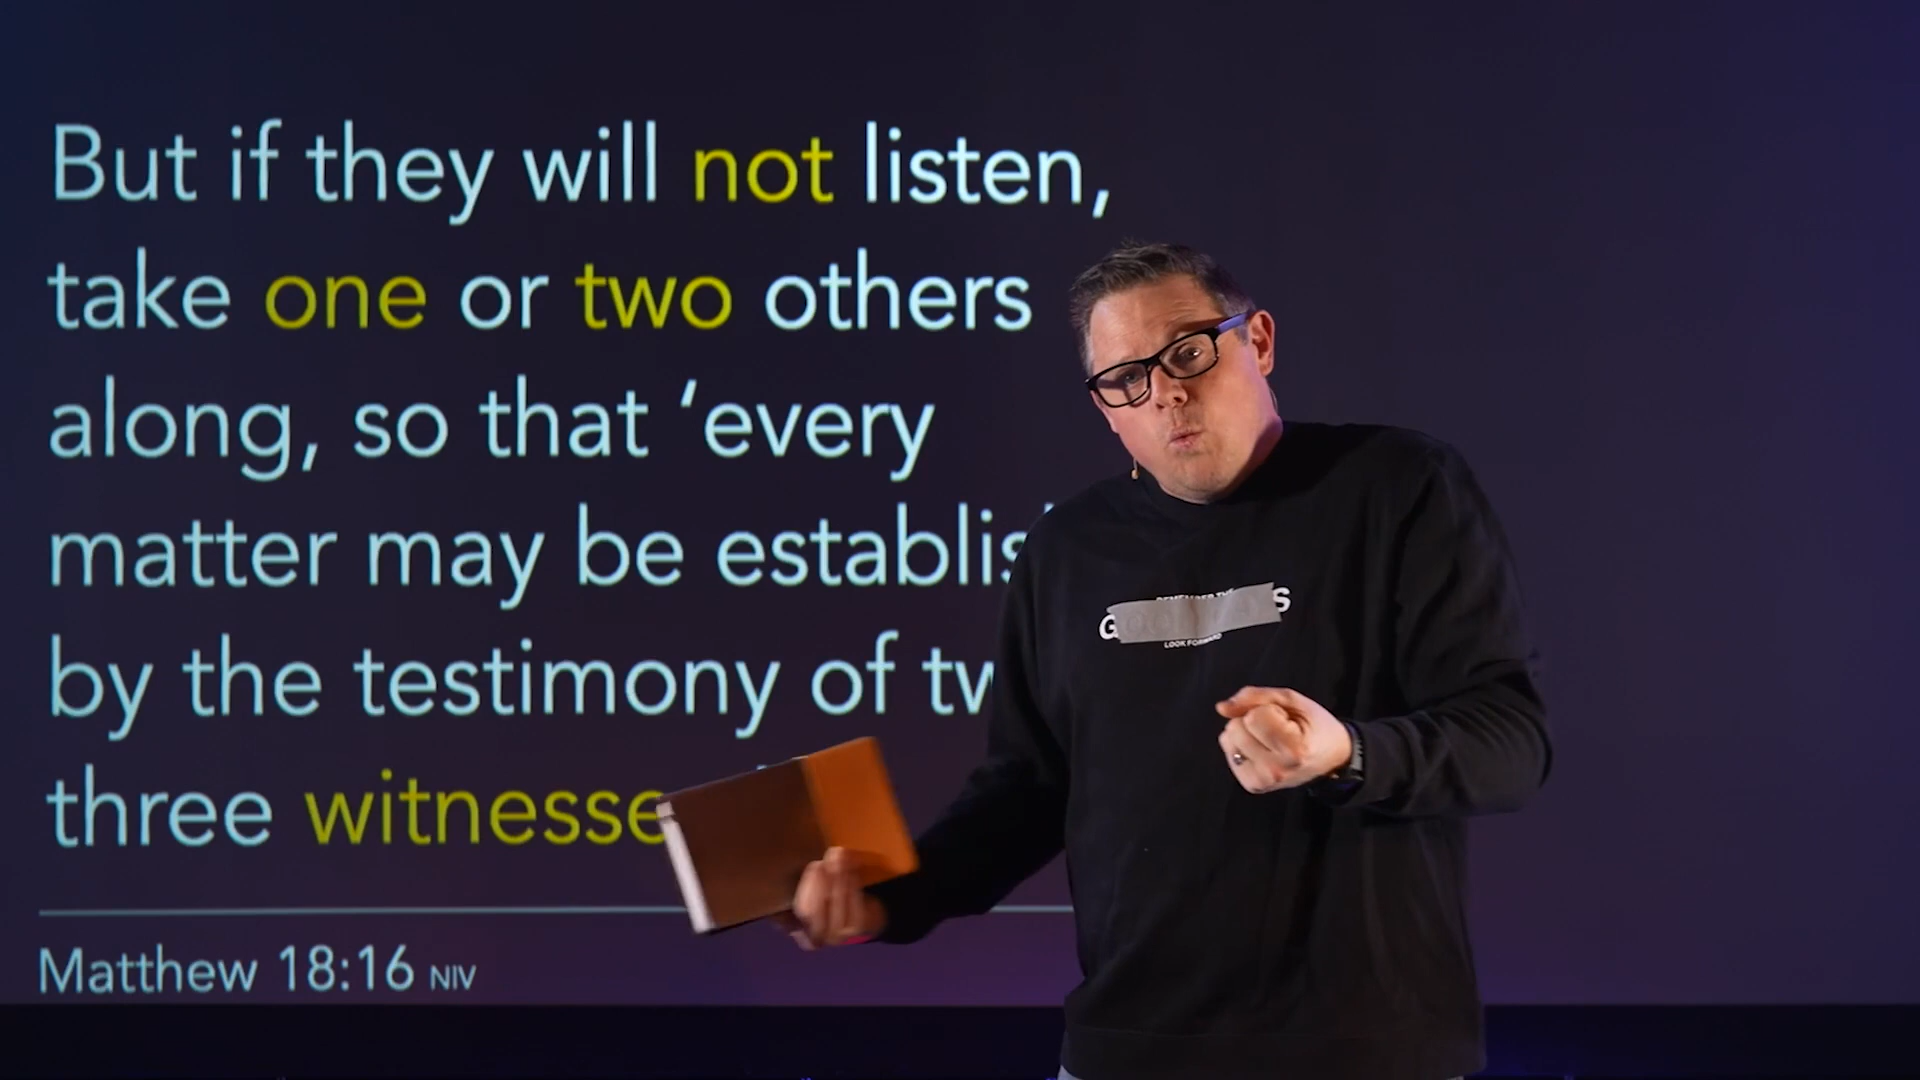 But if they will not listen,
take one or two others
along, so that ‘every
matter may be establis
by the testimony of tw
three witnesse
Matthew 18:16 NIV
LOOK FORWARD